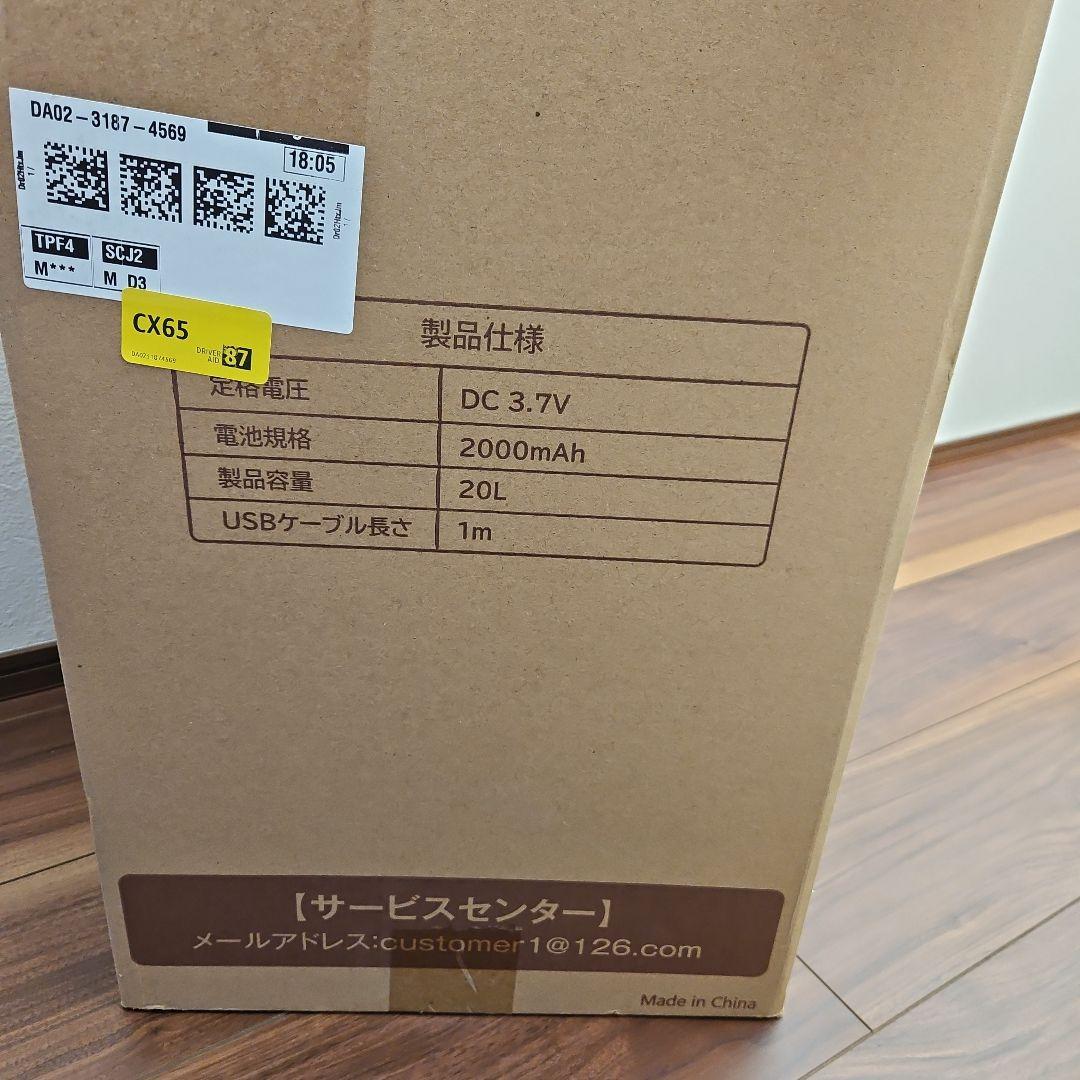 DA02-3187-4569
18:05
TPF4
SCJ2
M***
M D3
CX65
DRIVER
AID 87
製品仕様
定格電圧 DC 3.7V
電池規格 2000mAh
製品容量 20L
USBケーブル長さ 1m
【サービスセンター】
メールアドレス:customer1@126.com
Made in China